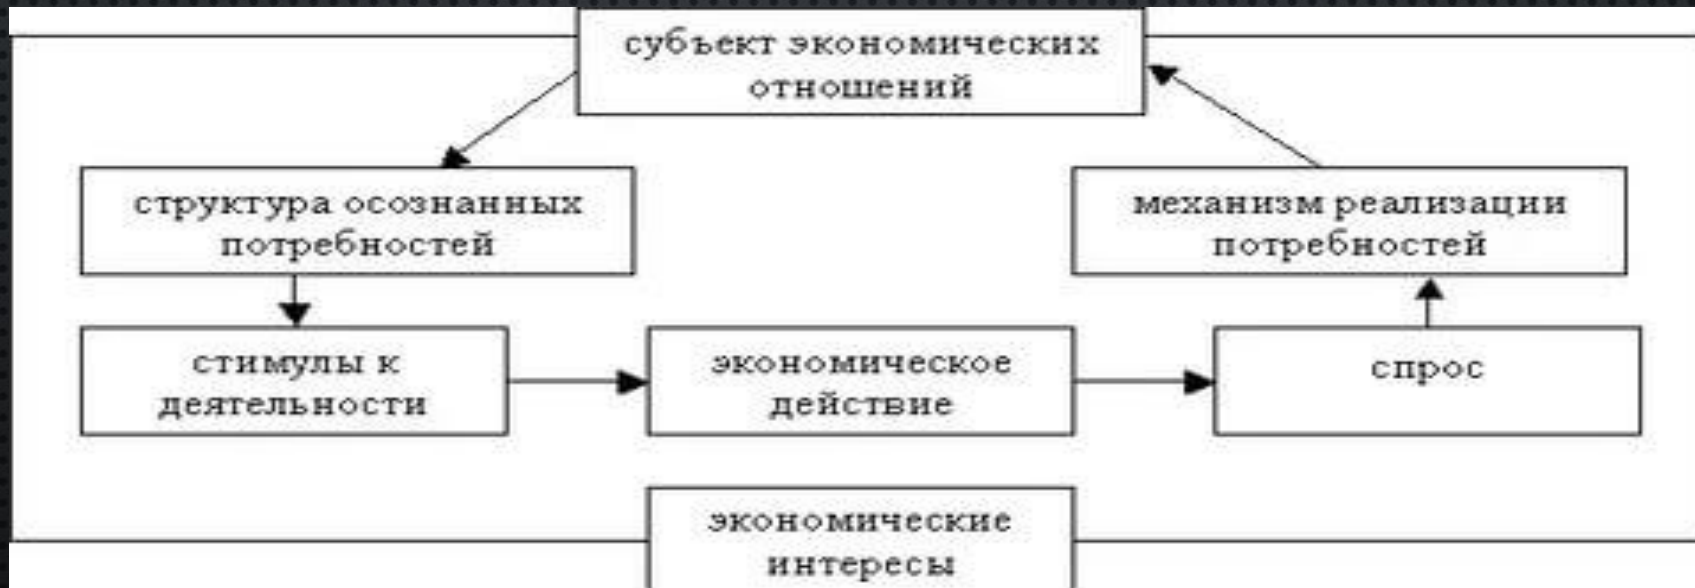 субъект экономических
отношений
структура осознанных
потребностей
механизм реализации
потребностей
стимулы к
деятельности
экономическое
действие
спрос
экономические
интересы